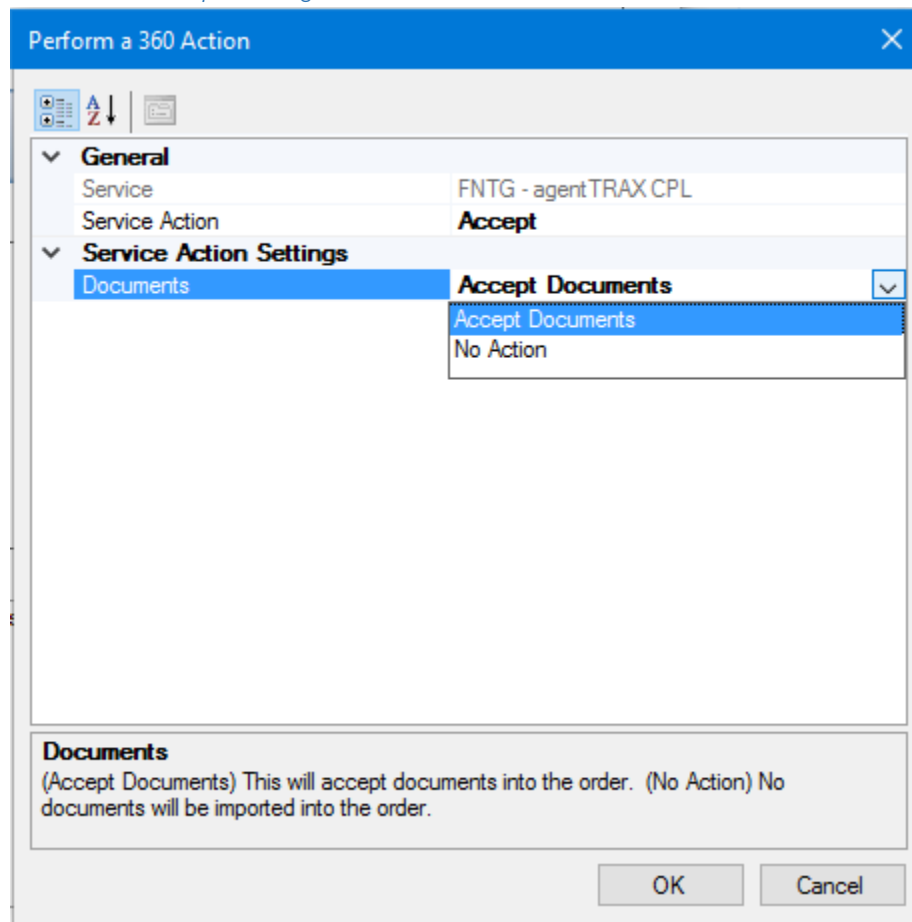 Perform a 360 Action
A
Z
General
Service FNTG - agentTRAX CPL
Service Action Accept
Service Action Settings
Documents Accept Documents
Accept Documents
No Action
Documents
(Accept Documents) This will accept documents into the order. (No Action) No
documents will be imported into the order.
OK Cancel